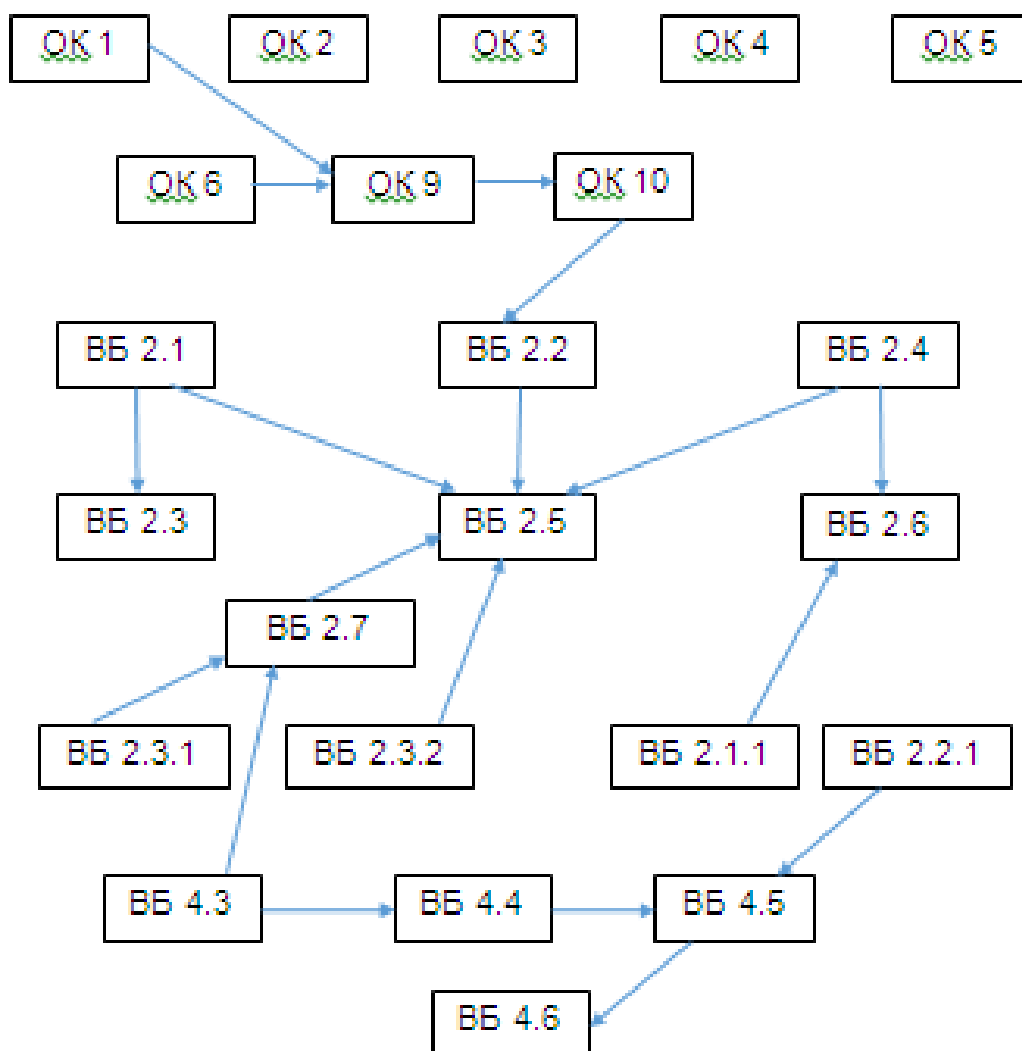 ОК 1
ОК 2
ОК 3
ОК 4
ОК 5
ОК 6
ОК 9
ОК 10
ВБ 2.1
ВБ 2.2
ВБ 2.4
ВБ 2.3
ВБ 2.5
ВБ 2.6
ВБ 2.7
ВБ 2.3.1
ВБ 2.3.2
ВБ 2.1.1
ВБ 2.2.1
ВБ 4.3
ВБ 4.4
ВБ 4.5
ВБ 4.6